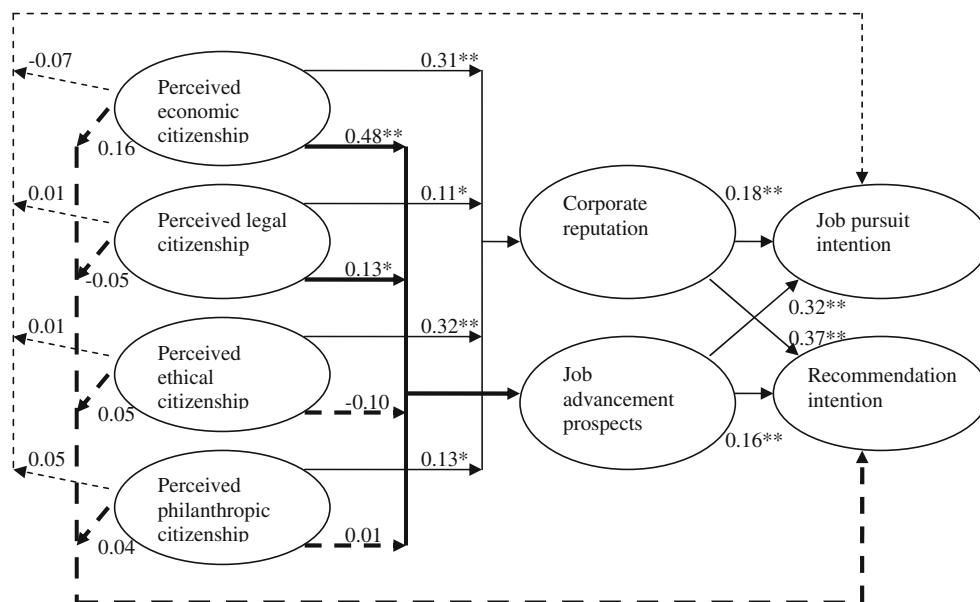 -0.07
0.31**
Perceived
economic
citizenship
0.16
0.48**
0.01
0.11*
Perceived legal
citizenship
-0.05
0.13*
0.01
0.32**
Perceived
ethical
citizenship
0.05
-0.10
0.05
0.13*
Perceived
philanthropic
citizenship
0.04
0.01
Corporate
reputation
0.18**
Job pursuit
intention
0.32**
0.37**
Job
advancement
prospects
0.16**
Recommendation
intention